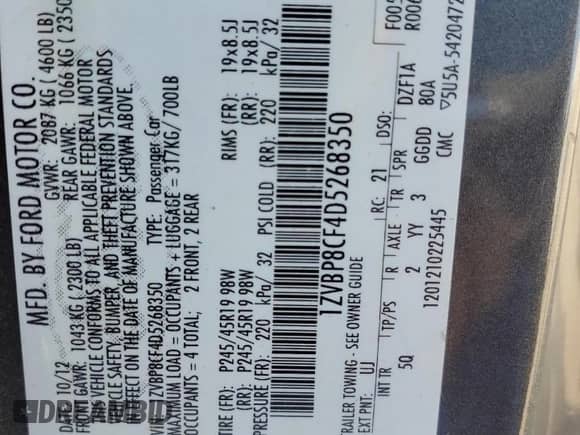 MFD. BY FORD MOTOR CO.
DATE: 10/12 GVWR: 2087 KG ( 4600 LB)
FRONT GAWR: 1043 KG ( 2300 LB) REAR GAWR: 1066 KG ( 2350
THIS VEHICLE CONFORMS TO ALL APPLICABLE FEDERAL MOTOR
VEHICLE SAFETY, BUMPER, AND THEFT PREVENTION STANDARDS
IN EFFECT ON THE DATE OF MANUFACTURE SHOWN ABOVE.
VIN: 1ZVBP8CF4D5268350 TYPE: Passenger Car
MAXIMUM LOAD = OCCUPANTS + LUGGAGE = 317KG/ 700LB
OCCUPANTS = 4 TOTAL; 2 FRONT, 2 REAR
TIRE (FR): P245/45R19 98W RIMS (FR): 19x8.5J
(RR): P245/45R19 98W (RR): 19x8.5J
PRESSURE (FR): 220 kPa/ 32 PSI COLD (RR): 220 kPa/ 32
1ZVBP8CF4D5268350
TRAILER TOWING - SEE OWNER GUIDE
EXT PNT: UJ RC: 21 DSO: F005
R006
INT TR TP/PS R AXLE TR SPR DZF1A
5Q 2 YY 3 GGDD 80A
1201210225445 CMC 5U5A-5420472
DREAMBID